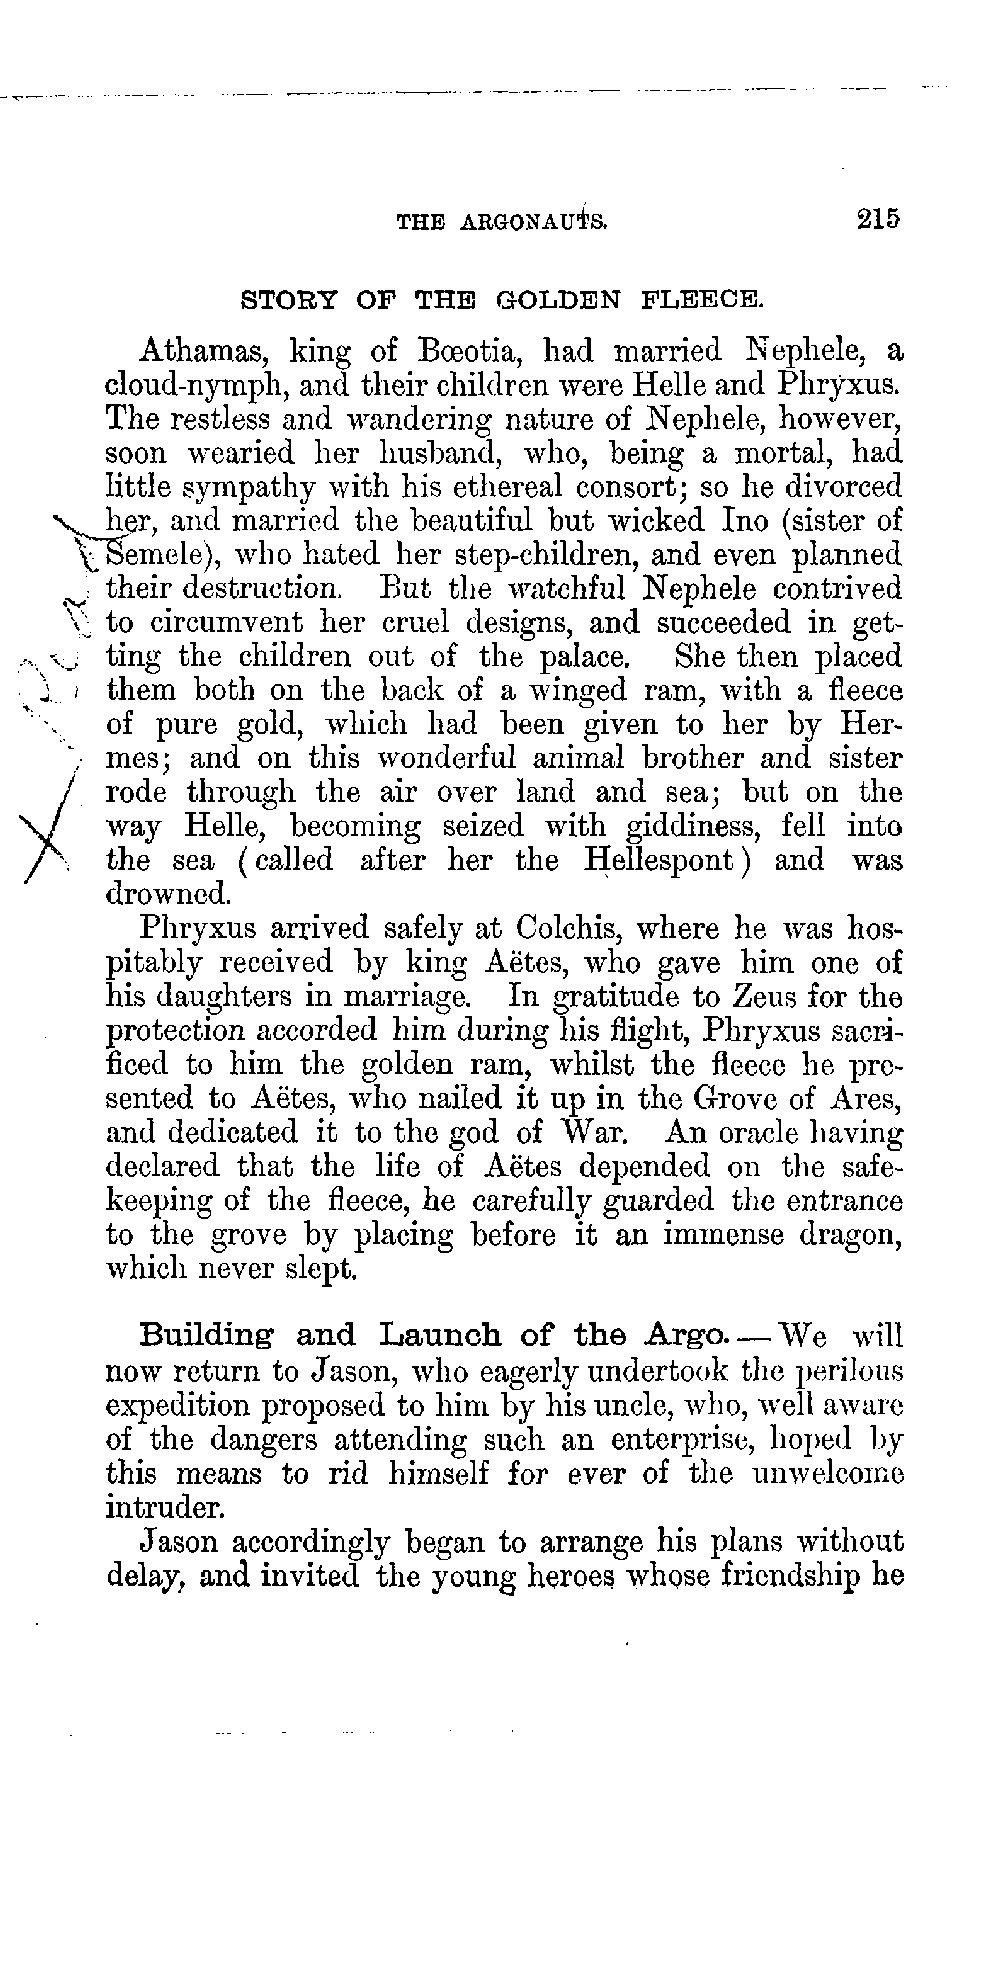 THE ARGONAUTS. 215
STORY OF THE GOLDEN FLEECE.
Athamas, king of Bœotia, had married Nephele, a
cloud-nymph, and their children were Helle and Phryxus.
The restless and wandering nature of Nephele, however,
soon wearied her husband, who, being a mortal, had
little sympathy with his ethereal consort; so he divorced
her, and married the beautiful but wicked Ino (sister of
Semele), who hated her step-children, and even planned
their destruction. But the watchful Nephele contrived
to circumvent her cruel designs, and succeeded in get-
ting the children out of the palace. She then placed
them both on the back of a winged ram, with a fleece
of pure gold, which had been given to her by Her-
mes; and on this wonderful animal brother and sister
rode through the air over land and sea; but on the
way Helle, becoming seized with giddiness, fell into
the sea (called after her the Hellespont) and was
drowned.
Phryxus arrived safely at Colchis, where he was hos-
pitably received by king Aëtes, who gave him one of
his daughters in marriage. In gratitude to Zeus for the
protection accorded him during his flight, Phryxus sacri-
ficed to him the golden ram, whilst the fleece he pre-
sented to Aëtes, who nailed it up in the Grove of Ares,
and dedicated it to the god of War. An oracle having
declared that the life of Aëtes depended on the safe-
keeping of the fleece, he carefully guarded the entrance
to the grove by placing before it an immense dragon,
which never slept.
Building and Launch of the Argo.—We will
now return to Jason, who eagerly undertook the perilous
expedition proposed to him by his uncle, who, well aware
of the dangers attending such an enterprise, hoped by
this means to rid himself for ever of the unwelcome
intruder.
Jason accordingly began to arrange his plans without
delay, and invited the young heroes whose friendship he